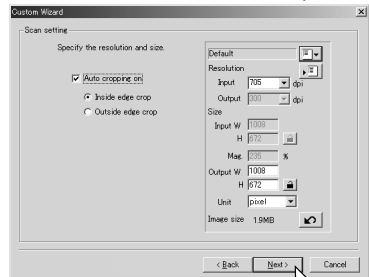 Custom Wizard
Scan setting
Specify the resolution and size.
Auto cropping on
Inside edge crop
Outside edge crop
Default
Resolution
Input 705 dpi
Output 300 dpi
Size
Input W 1008
H 672
Mag. 235 %
Output W 1008
H 672
Unit pixel
Image size 1.9MB
< Back Next > Cancel